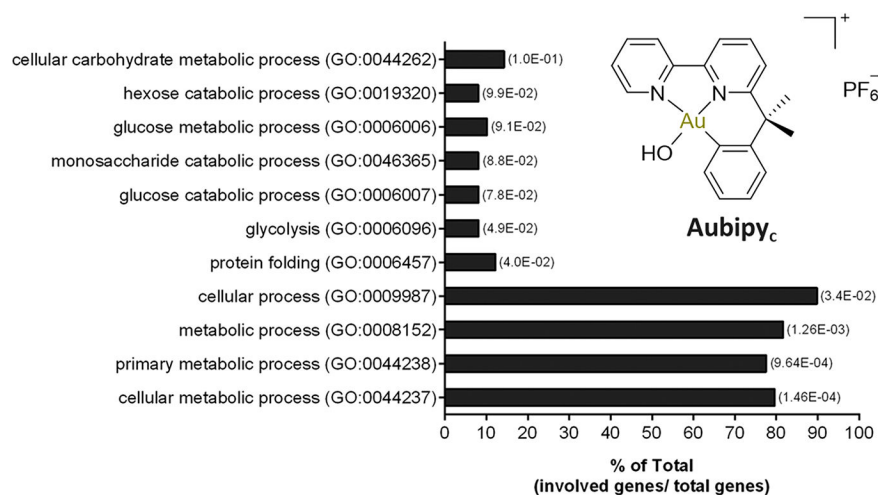 cellular carbohydrate metabolic process (GO:0044262) (1.0E-01)
hexose catabolic process (GO:0019320) (9.9E-02)
glucose metabolic process (GO:0006006) (9.1E-02)
monosaccharide catabolic process (GO:0046365) (8.8E-02)
glucose catabolic process (GO:0006007) (7.8E-02)
glycolysis (GO:0006096) (4.9E-02)
protein folding (GO:0006457) (4.0E-02)
cellular process (GO:0009987) (3.4E-02)
metabolic process (GO:0008152) (1.26E-03)
primary metabolic process (GO:0044238) (9.64E-04)
cellular metabolic process (GO:0044237) (1.46E-04)
0 10 20 30 40 50 60 70 80 90 100
% of Total
(involved genes/ total genes)
+
PF6−
N N
Au
HO
Aubipyc